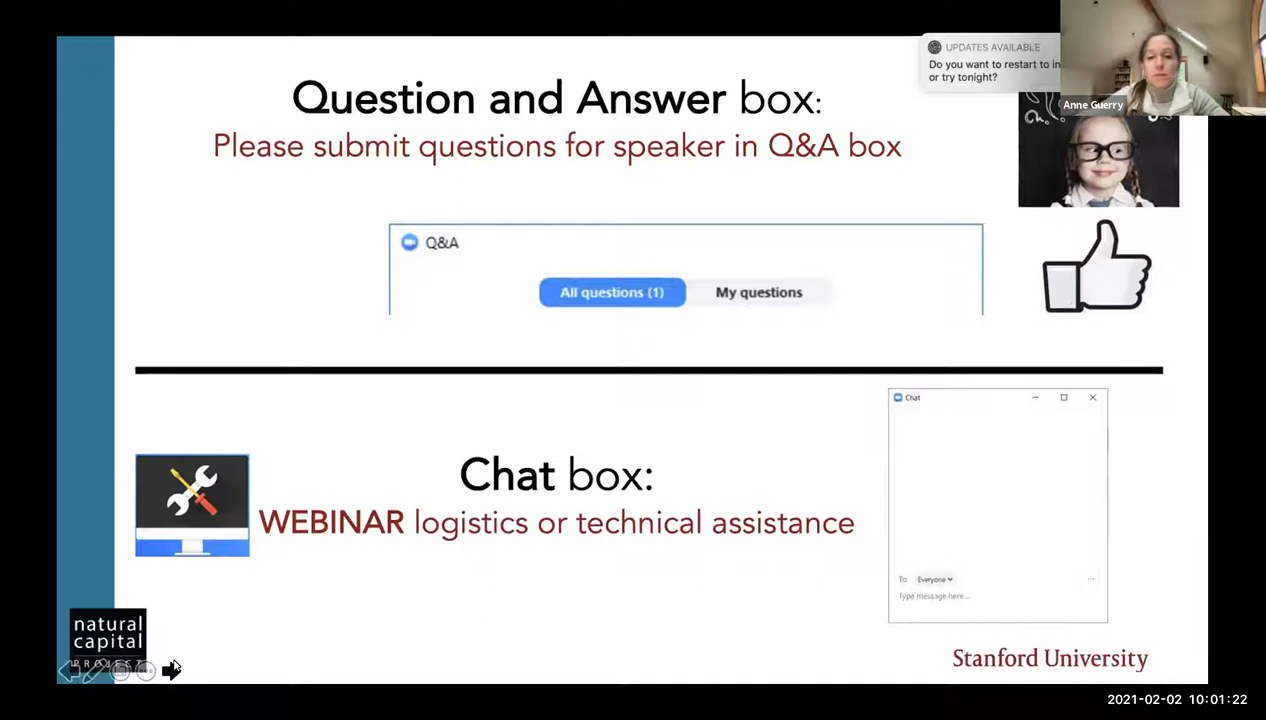 UPDATES AVAILABLE
Do you want to restart to in
or try tonight?
Anne Guerry
Question and Answer box:
Please submit questions for speaker in Q&A box
Q&A
All questions (1)
My questions
Chat
Chat box:
WEBINAR logistics or technical assistance
To: Everyone
Type message here...
natural
capital
PROJECT
Stanford University
2021-02-02 10:01:22